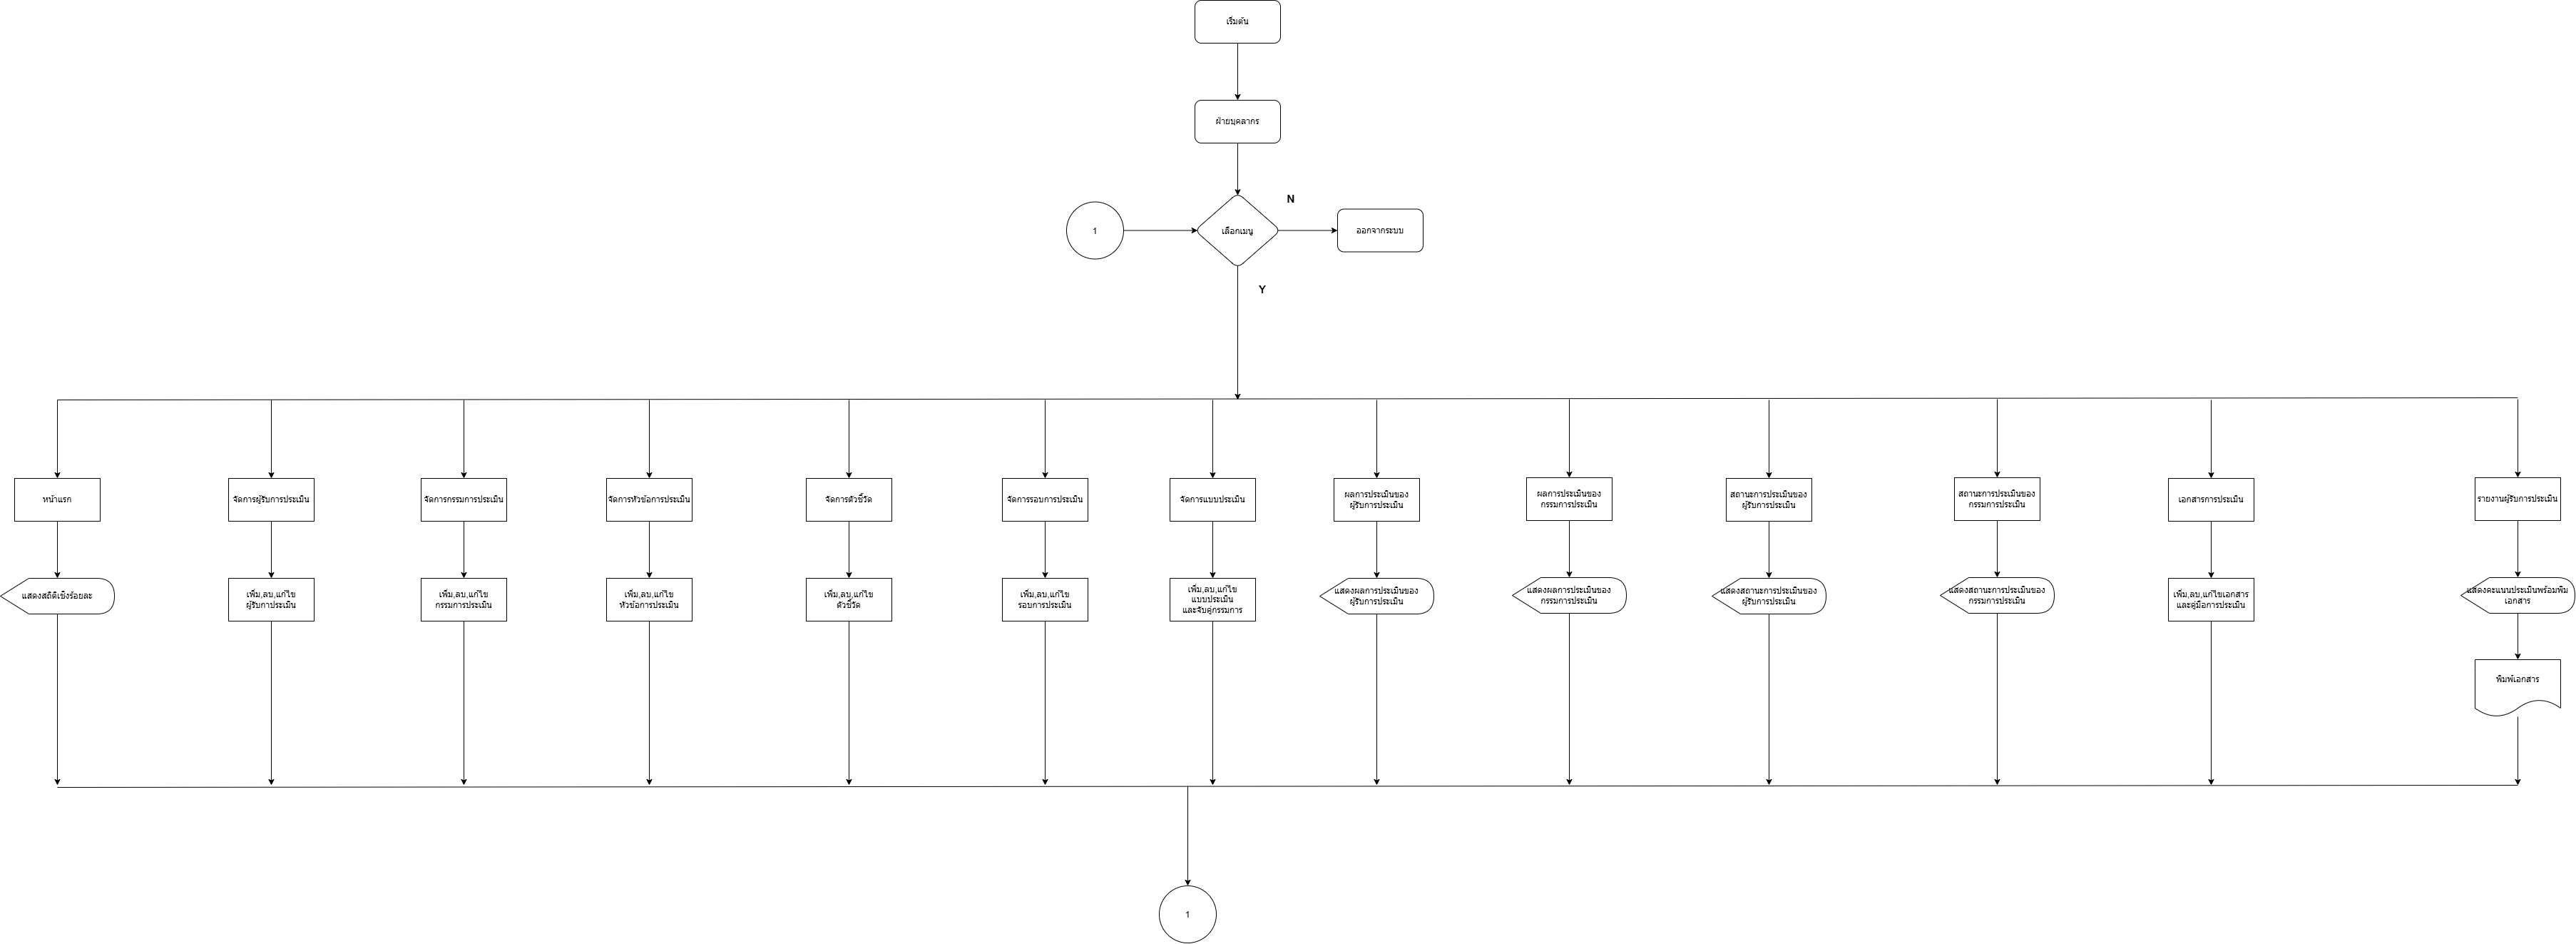 เริ่มต้น
ฝ่ายบุคลากร
N
1
เลือกเมนู
ออกจากระบบ
Y
หน้าแรก
จัดการผู้รับการประเมิน
จัดการกรรมการประเมิน
จัดการหัวข้อการประเมิน
จัดการตัวชี้วัด
จัดการรอบการประเมิน
จัดการแบบประเมิน
ผลการประเมินของ
ผู้รับการประเมิน
ผลการประเมินของ
กรรมการประเมิน
สถานะการประเมินของ
ผู้รับการประเมิน
สถานะการประเมินของ
กรรมการประเมิน
เอกสารการประเมิน
รายงานผู้รับการประเมิน
แสดงสถิติเชิงร้อยละ
เพิ่ม,ลบ,แก้ไข
ผู้รับกาประเมิน
เพิ่ม,ลบ,แก้ไข
กรรมการประเมิน
เพิ่ม,ลบ,แก้ไข
หัวข้อการประเมิน
เพิ่ม,ลบ,แก้ไข
ตัวชี้วัด
เพิ่ม,ลบ,แก้ไข
รอบการประเมิน
เพิ่ม,ลบ,แก้ไข
แบบประเมิน
และจับคู่กรรมการ
แสดงผลการประเมินของ
ผู้รับการประเมิน
แสดงผลการประเมินของ
กรรมการประเมิน
แสดงสถานะการประเมินของ
ผู้รับการประเมิน
แสดงสถานะการประเมินของ
กรรมการประเมิน
เพิ่ม,ลบ,แก้ไขเอกสาร
และคู่มือการประเมิน
แสดงคะแนนประเมินพร้อมพิม
เอกสาร
พิมพ์เอกสาร
1